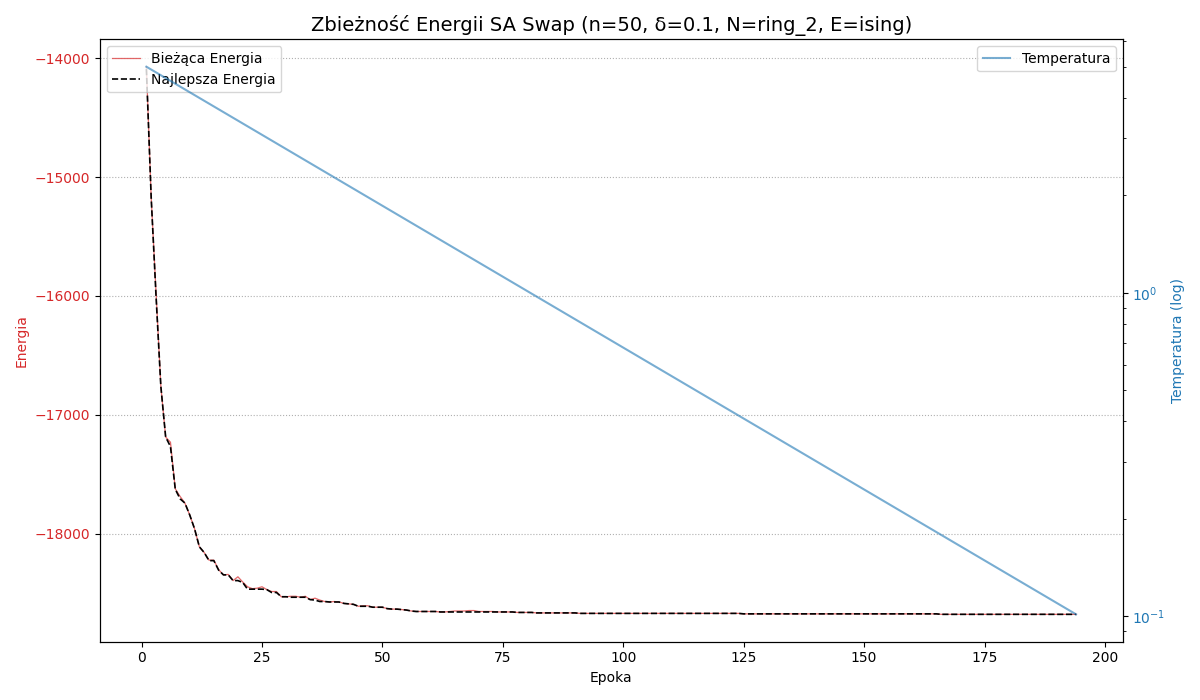 Zbieżność Energii SA Swap (n=50, δ=0.1, N=ring_2, E=ising)
Bieżąca Energia
Najlepsza Energia
Temperatura
Energia
−14000
−15000
−16000
−17000
−18000
10⁰
10⁻¹
Temperatura (log)
0 25 50 75 100 125 150 175 200
Epoka